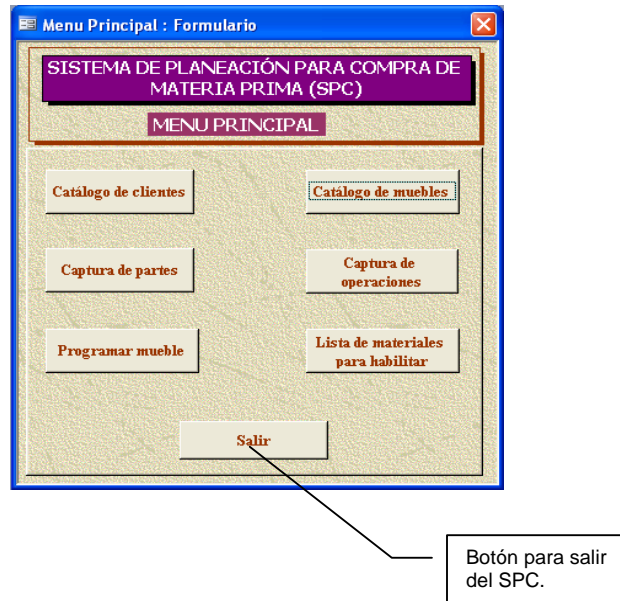 Menu Principal : Formulario
SISTEMA DE PLANEACIÓN PARA COMPRA DE
MATERIA PRIMA (SPC)
MENU PRINCIPAL
Catálogo de clientes
Catálogo de muebles
Captura de partes
Captura de
operaciones
Programar mueble
Lista de materiales
para habilitar
Salir
Botón para salir
del SPC.